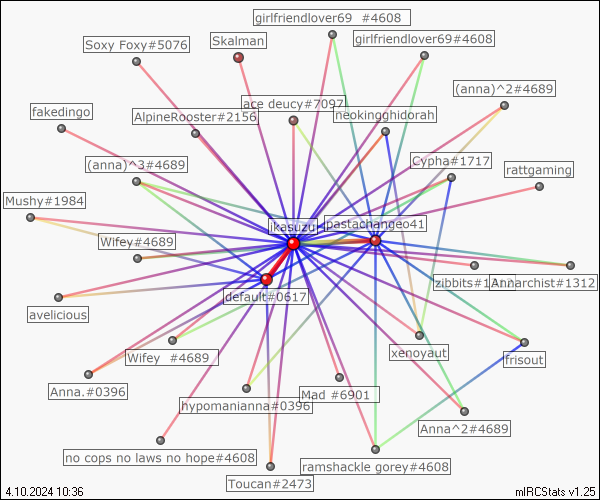 girlfriendlover69  #4608
Soxy Foxy#5076
Skalman
girlfriendlover69#4608
(anna)^2#4689
fakedingo
AlpineRooster#2156
ace deucy#7097
neokingghidorah
(anna)^3#4689
Cypha#1717
rattgaming
Mushy#1984
ikasuzu
pastachangeo41
Wifey#4689
zibbits#1
Annarchist#1312
default#0617
avelicious
Wifey  #4689
xenoyaut
frisout
Anna.#0396
hypomanianna#0396
Mad #6901
Anna^2#4689
no cops no laws no hope#4608
ramshackle gorey#4608
Toucan#2473
4.10.2024 10:36
mIRCStats v1.25